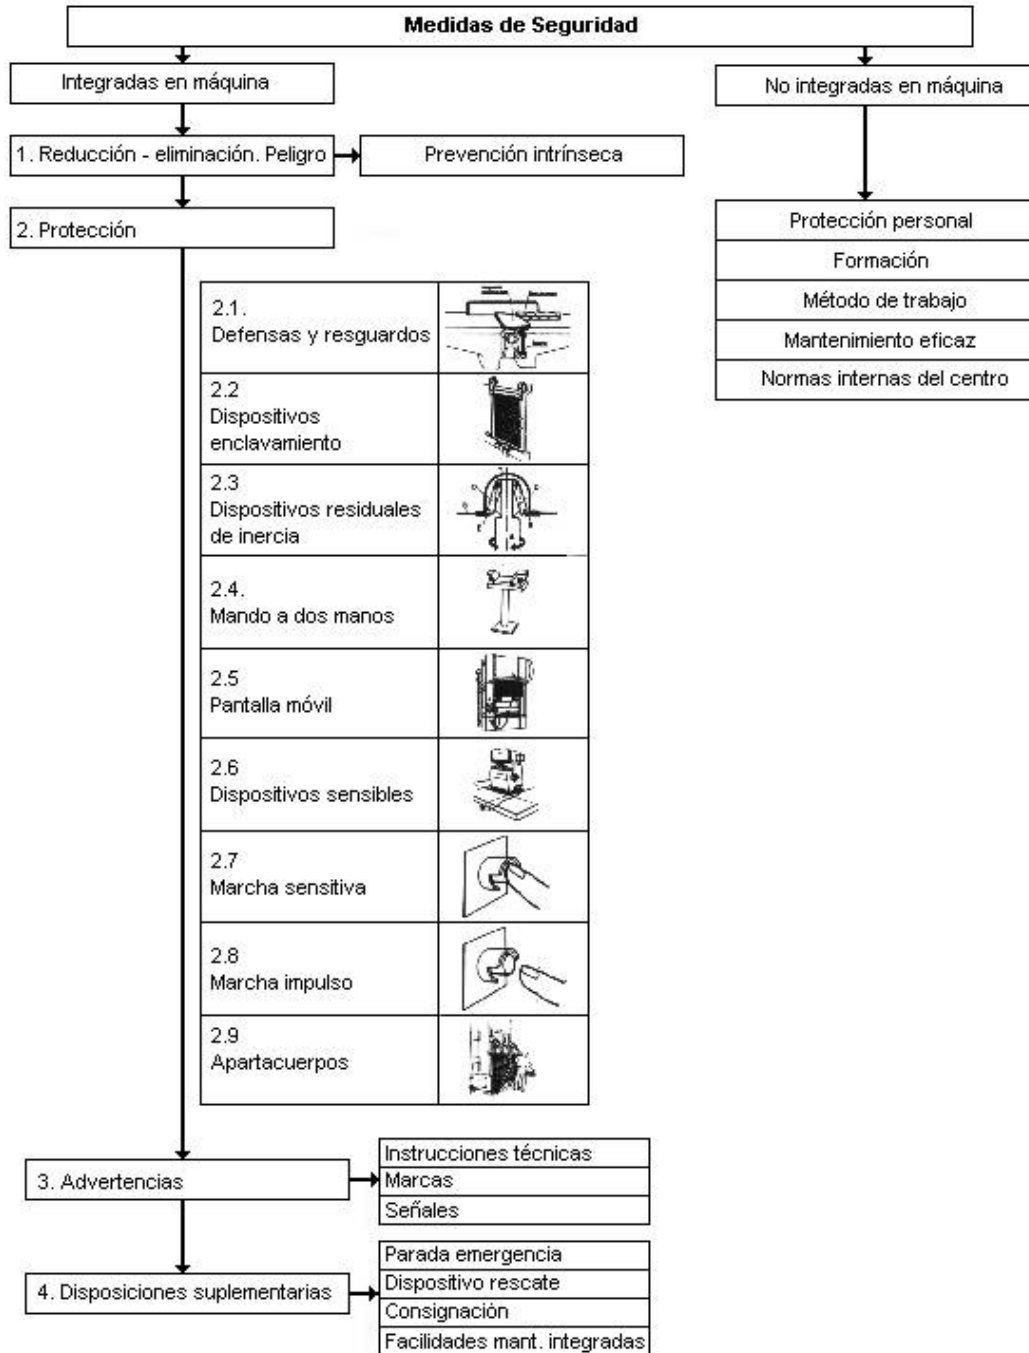 Medidas de Seguridad
Integradas en máquina
No integradas en máquina
1. Reducción - eliminación. Peligro
Prevención intrínseca
2. Protección
Protección personal
Formación
Método de trabajo
Mantenimiento eficaz
Normas internas del centro
2.1.
Defensas y resguardos
2.2
Dispositivos
enclavamiento
2.3
Dispositivos residuales
de inercia
2.4.
Mando a dos manos
2.5
Pantalla móvil
2.6
Dispositivos sensibles
2.7
Marcha sensitiva
2.8
Marcha impulso
2.9
Apartacuerpos
3. Advertencias
Instrucciones técnicas
Marcas
Señales
4. Disposiciones suplementarias
Parada emergencia
Dispositivo rescate
Consignación
Facilidades mant. integradas